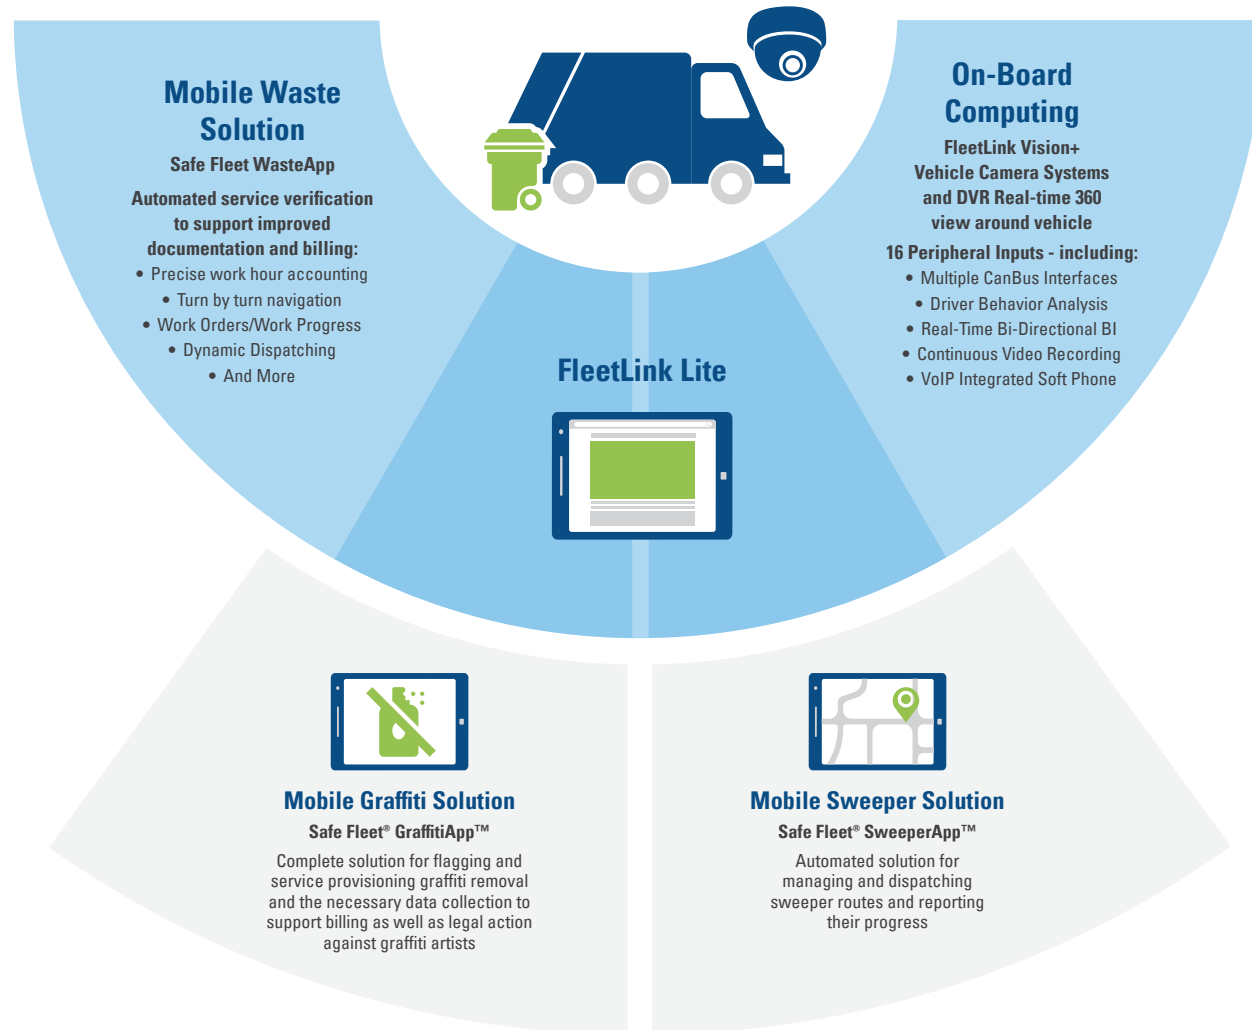 Mobile Waste
Solution
Safe Fleet WasteApp
Automated service verification
to support improved
documentation and billing:
• Precise work hour accounting
• Turn by turn navigation
• Work Orders/Work Progress
• Dynamic Dispatching
• And More
On-Board
Computing
FleetLink Vision+
Vehicle Camera Systems
and DVR Real-time 360
view around vehicle
16 Peripheral Inputs - including:
• Multiple CanBus Interfaces
• Driver Behavior Analysis
• Real-Time Bi-Directional BI
• Continuous Video Recording
• VoIP Integrated Soft Phone
FleetLink Lite
Mobile Graffiti Solution
Safe Fleet® GraffitiApp™
Complete solution for flagging and
service provisioning graffiti removal
and the necessary data collection to
support billing as well as legal action
against graffiti artists
Mobile Sweeper Solution
Safe Fleet® SweeperApp™
Automated solution for
managing and dispatching
sweeper routes and reporting
their progress